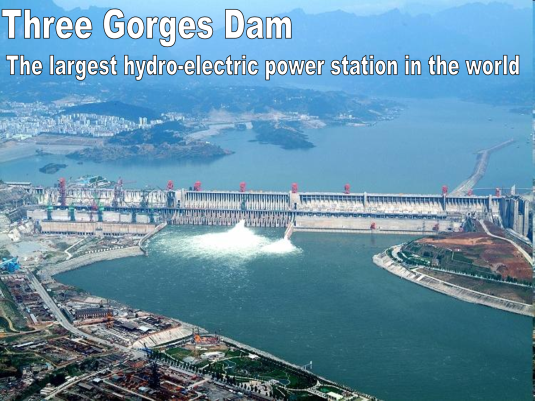 Three Gorges Dam
The largest hydro-electric power station in the world